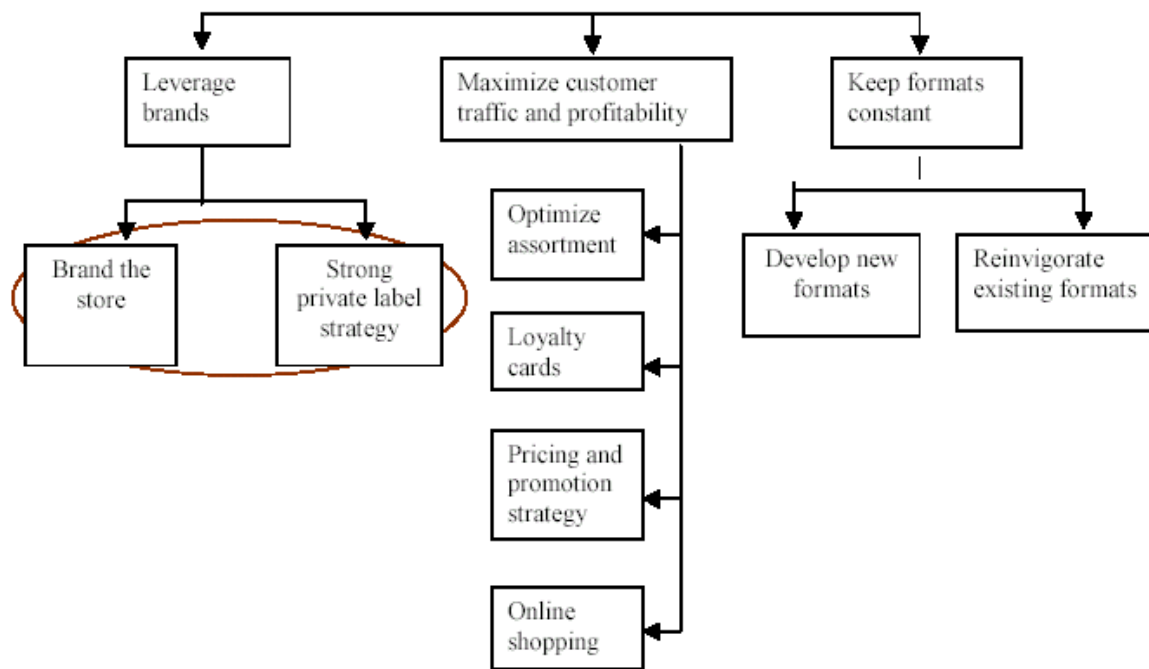 Leverage
brands
Maximize customer
traffic and profitability
Keep formats
constant
Brand the
store
Strong
private label
strategy
Optimize
assortment
Loyalty
cards
Pricing and
promotion
strategy
Online
shopping
Develop new
formats
Reinvigorate
existing formats